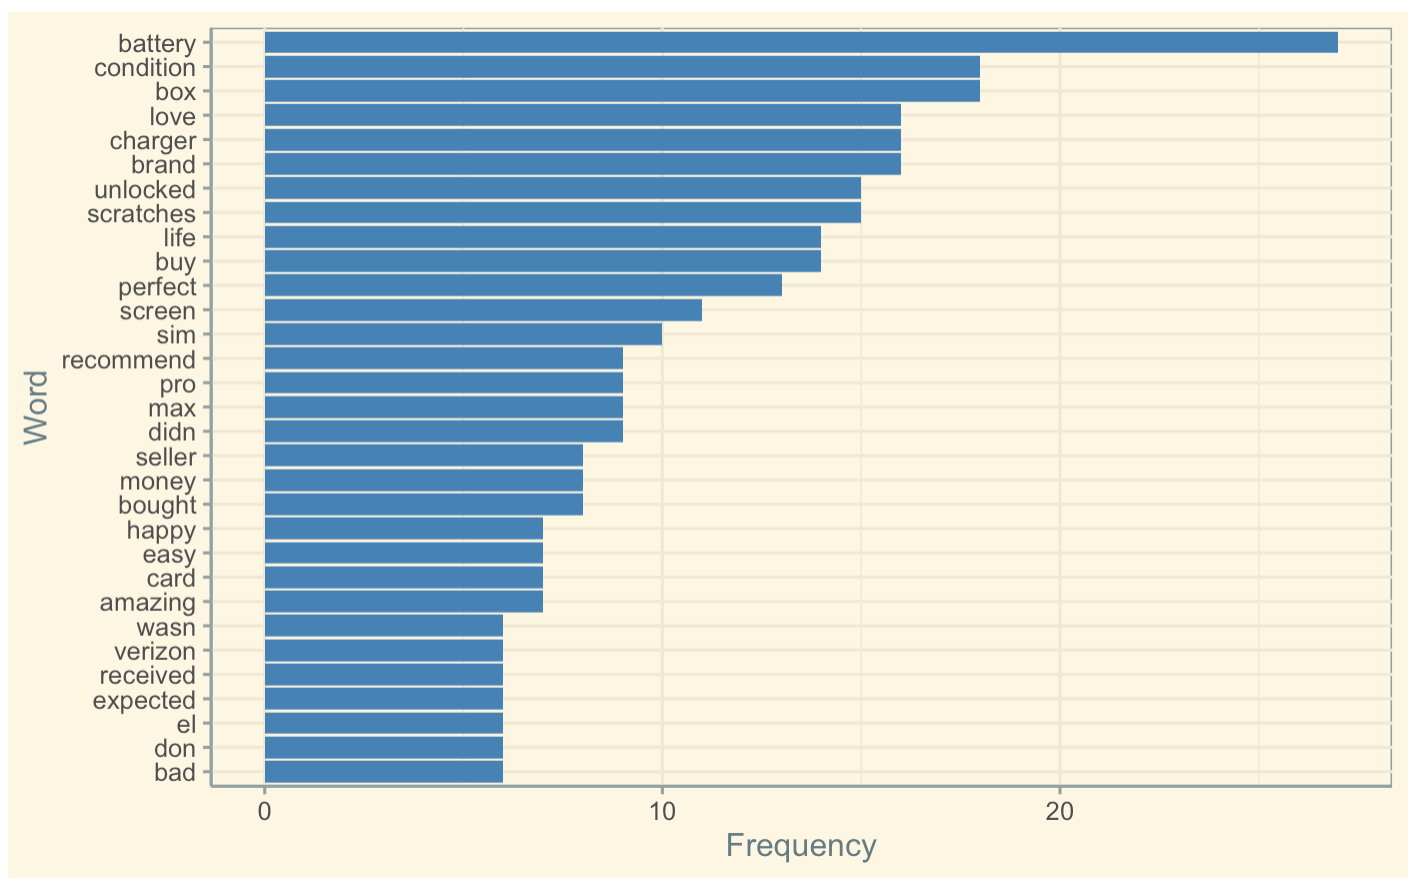 battery
condition
box
love
charger
brand
unlocked
scratches
life
buy
perfect
screen
sim
recommend
pro
max
didn
seller
money
bought
happy
easy
card
amazing
wasn
verizon
received
expected
el
don
bad
Word
0 10 20
Frequency